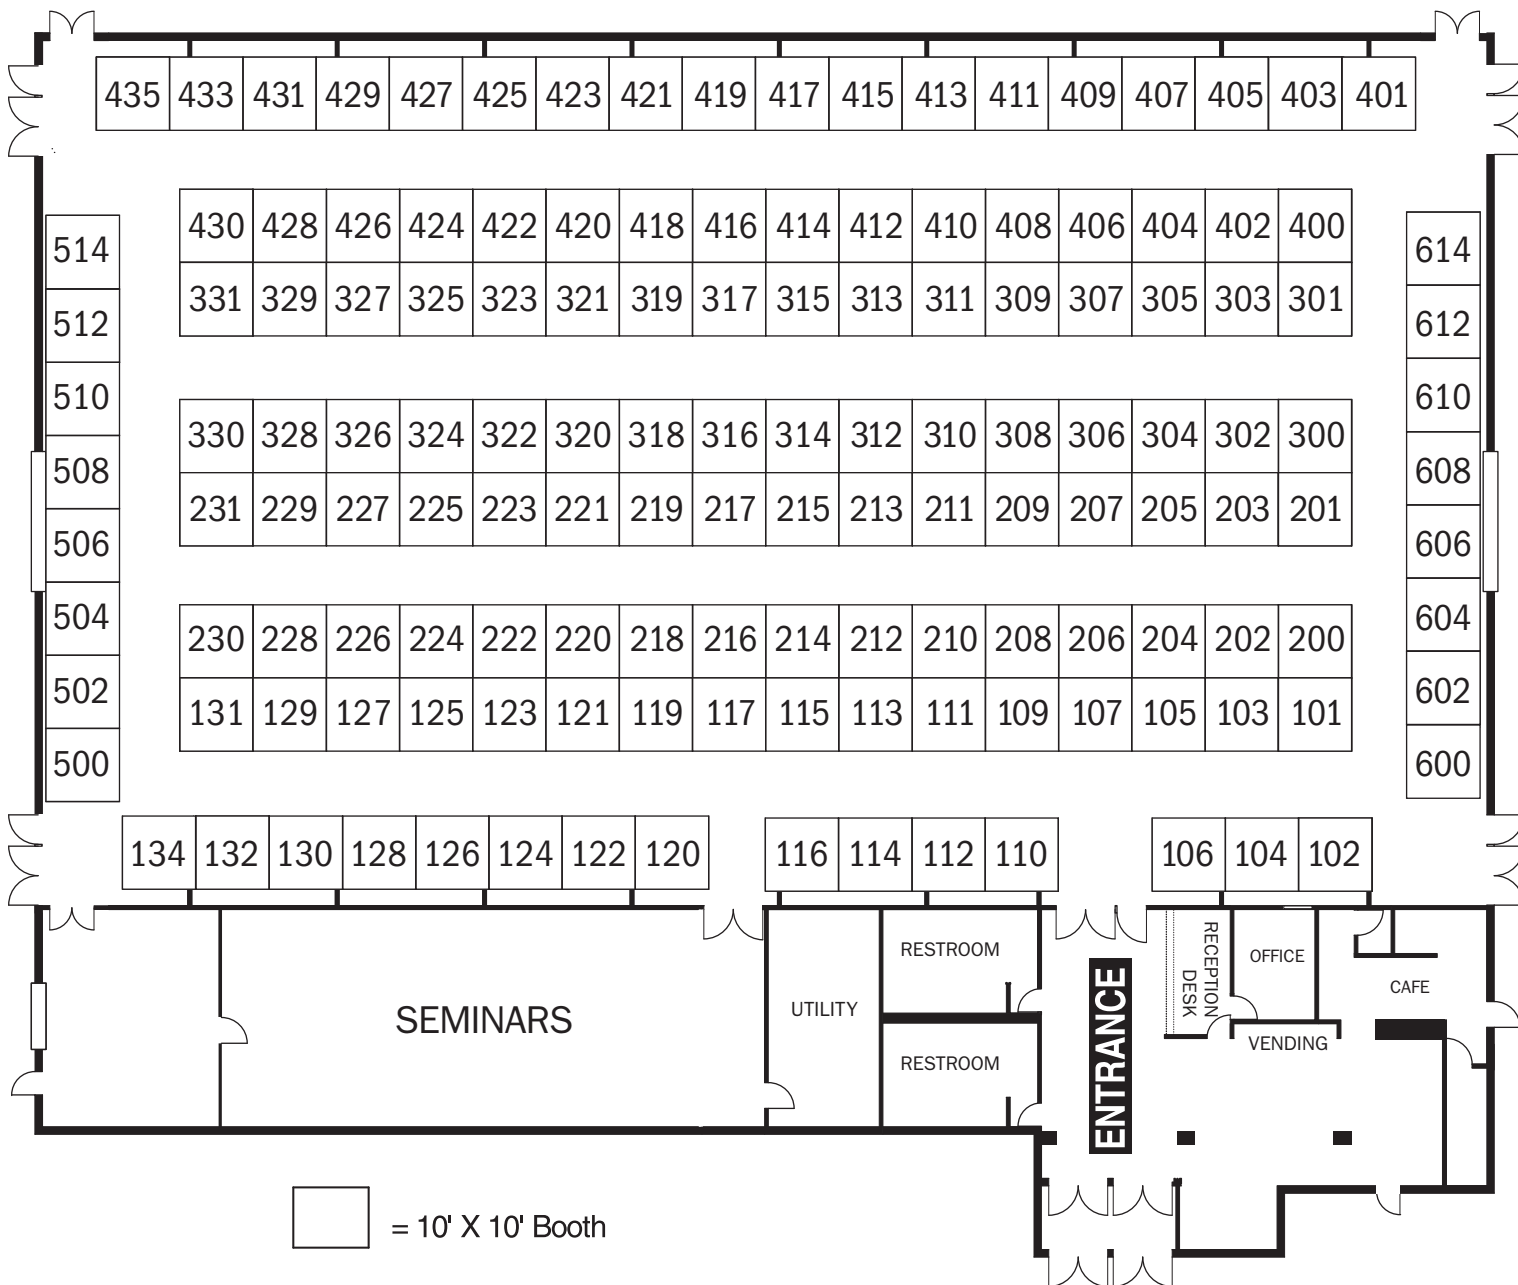 435 433 431 429 427 425 423 421 419 417 415 413 411 409 407 405 403 401
430 428 426 424 422 420 418 416 414 412 410 408 406 404 402 400
514 614
331 329 327 325 323 321 319 317 315 313 311 309 307 305 303 301
512 612
510 610
330 328 326 324 322 320 318 316 314 312 310 308 306 304 302 300
508 608
231 229 227 225 223 221 219 217 215 213 211 209 207 205 203 201
506 606
504 604
230 228 226 224 222 220 218 216 214 212 210 208 206 204 202 200
502 602
131 129 127 125 123 121 119 117 115 113 111 109 107 105 103 101
500 600
134 132 130 128 126 124 122 120 116 114 112 110 106 104 102
RESTROOM
RECEPTION
DESK
OFFICE
CAFE
SEMINARS
UTILITY
ENTRANCE
VENDING
RESTROOM
= 10' X 10' Booth